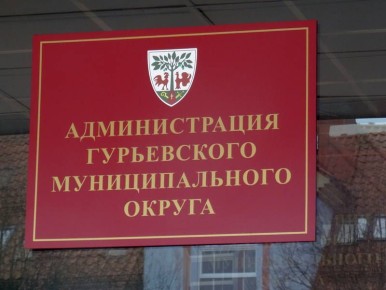 АДМИНИСТРАЦИЯ
ГУРЬЕВСКОГО
МУНИЦИПАЛЬНОГО
ОКРУГА